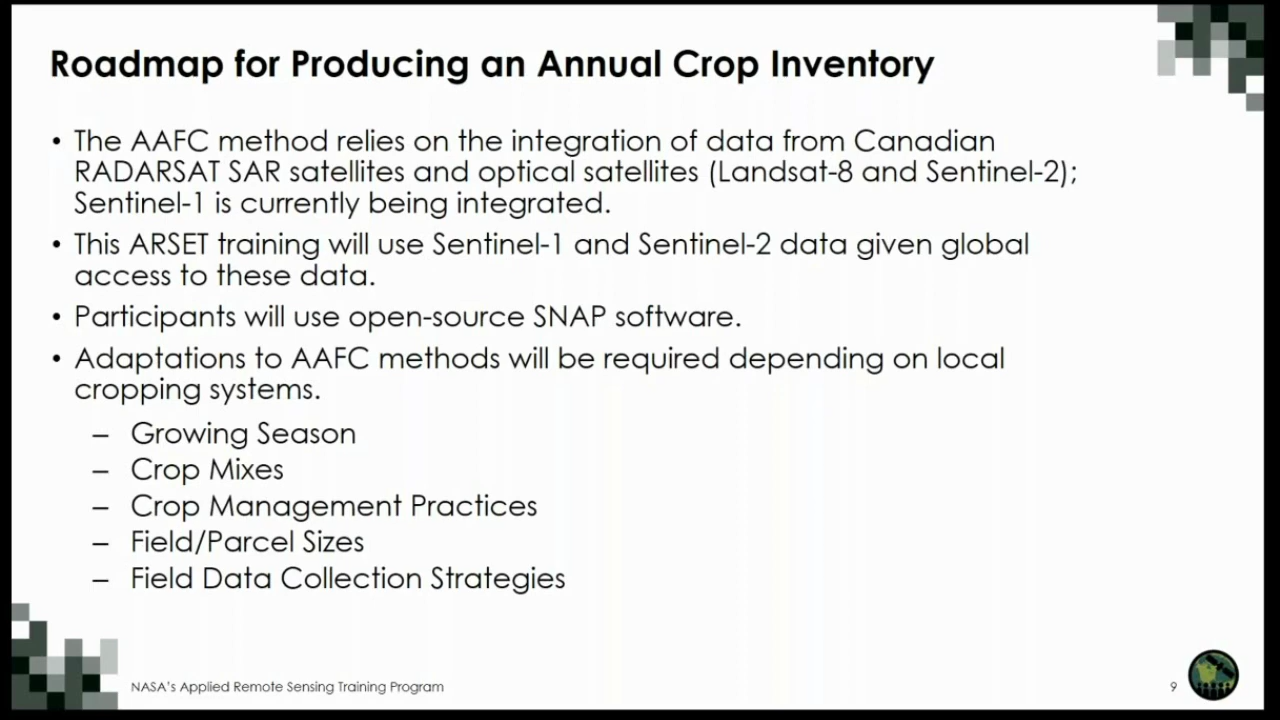 Roadmap for Producing an Annual Crop Inventory
• The AAFC method relies on the integration of data from Canadian
RADARSAT SAR satellites and optical satellites (Landsat-8 and Sentinel-2);
Sentinel-1 is currently being integrated.
• This ARSET training will use Sentinel-1 and Sentinel-2 data given global
access to these data.
• Participants will use open-source SNAP software.
• Adaptations to AAFC methods will be required depending on local
cropping systems.
– Growing Season
– Crop Mixes
– Crop Management Practices
– Field/Parcel Sizes
– Field Data Collection Strategies
NASA's Applied Remote Sensing Training Program
9